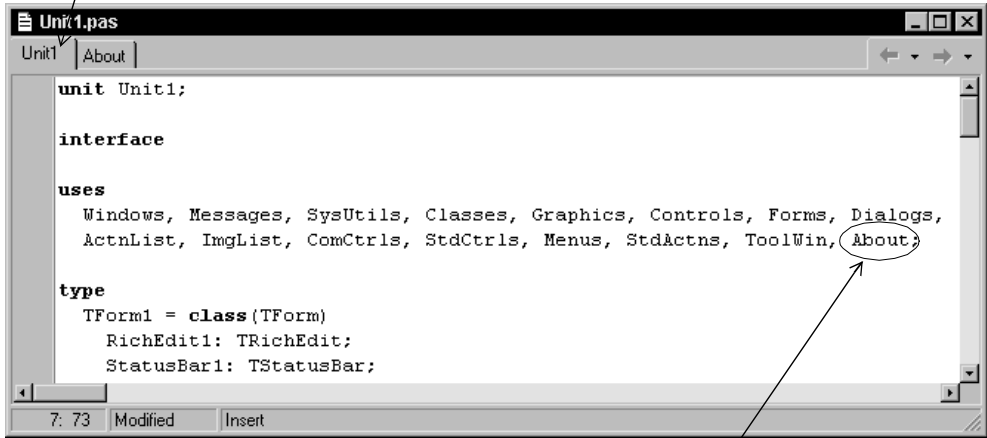 Unit1.pas
Unit1 About
unit Unit1;
interface
uses
Windows, Messages, SysUtils, Classes, Graphics, Controls, Forms, Dialogs,
ActnList, ImgList, ComCtrls, StdCtrls, Menus, StdActns, ToolWin, About;
type
TForm1 = class(TForm)
RichEdit1: TRichEdit;
StatusBar1: TStatusBar;
7: 73 Modified Insert